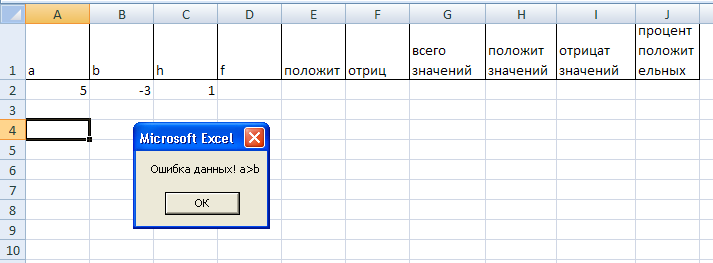 A B C D E F G H I J
1 a b h f положит отриц всего значений положит значений отрицат значений процент положит ельных
2 5 -3 1
3
4
Microsoft Excel
5
Ошибка данных! a>b
6
7
OK
8
9
10